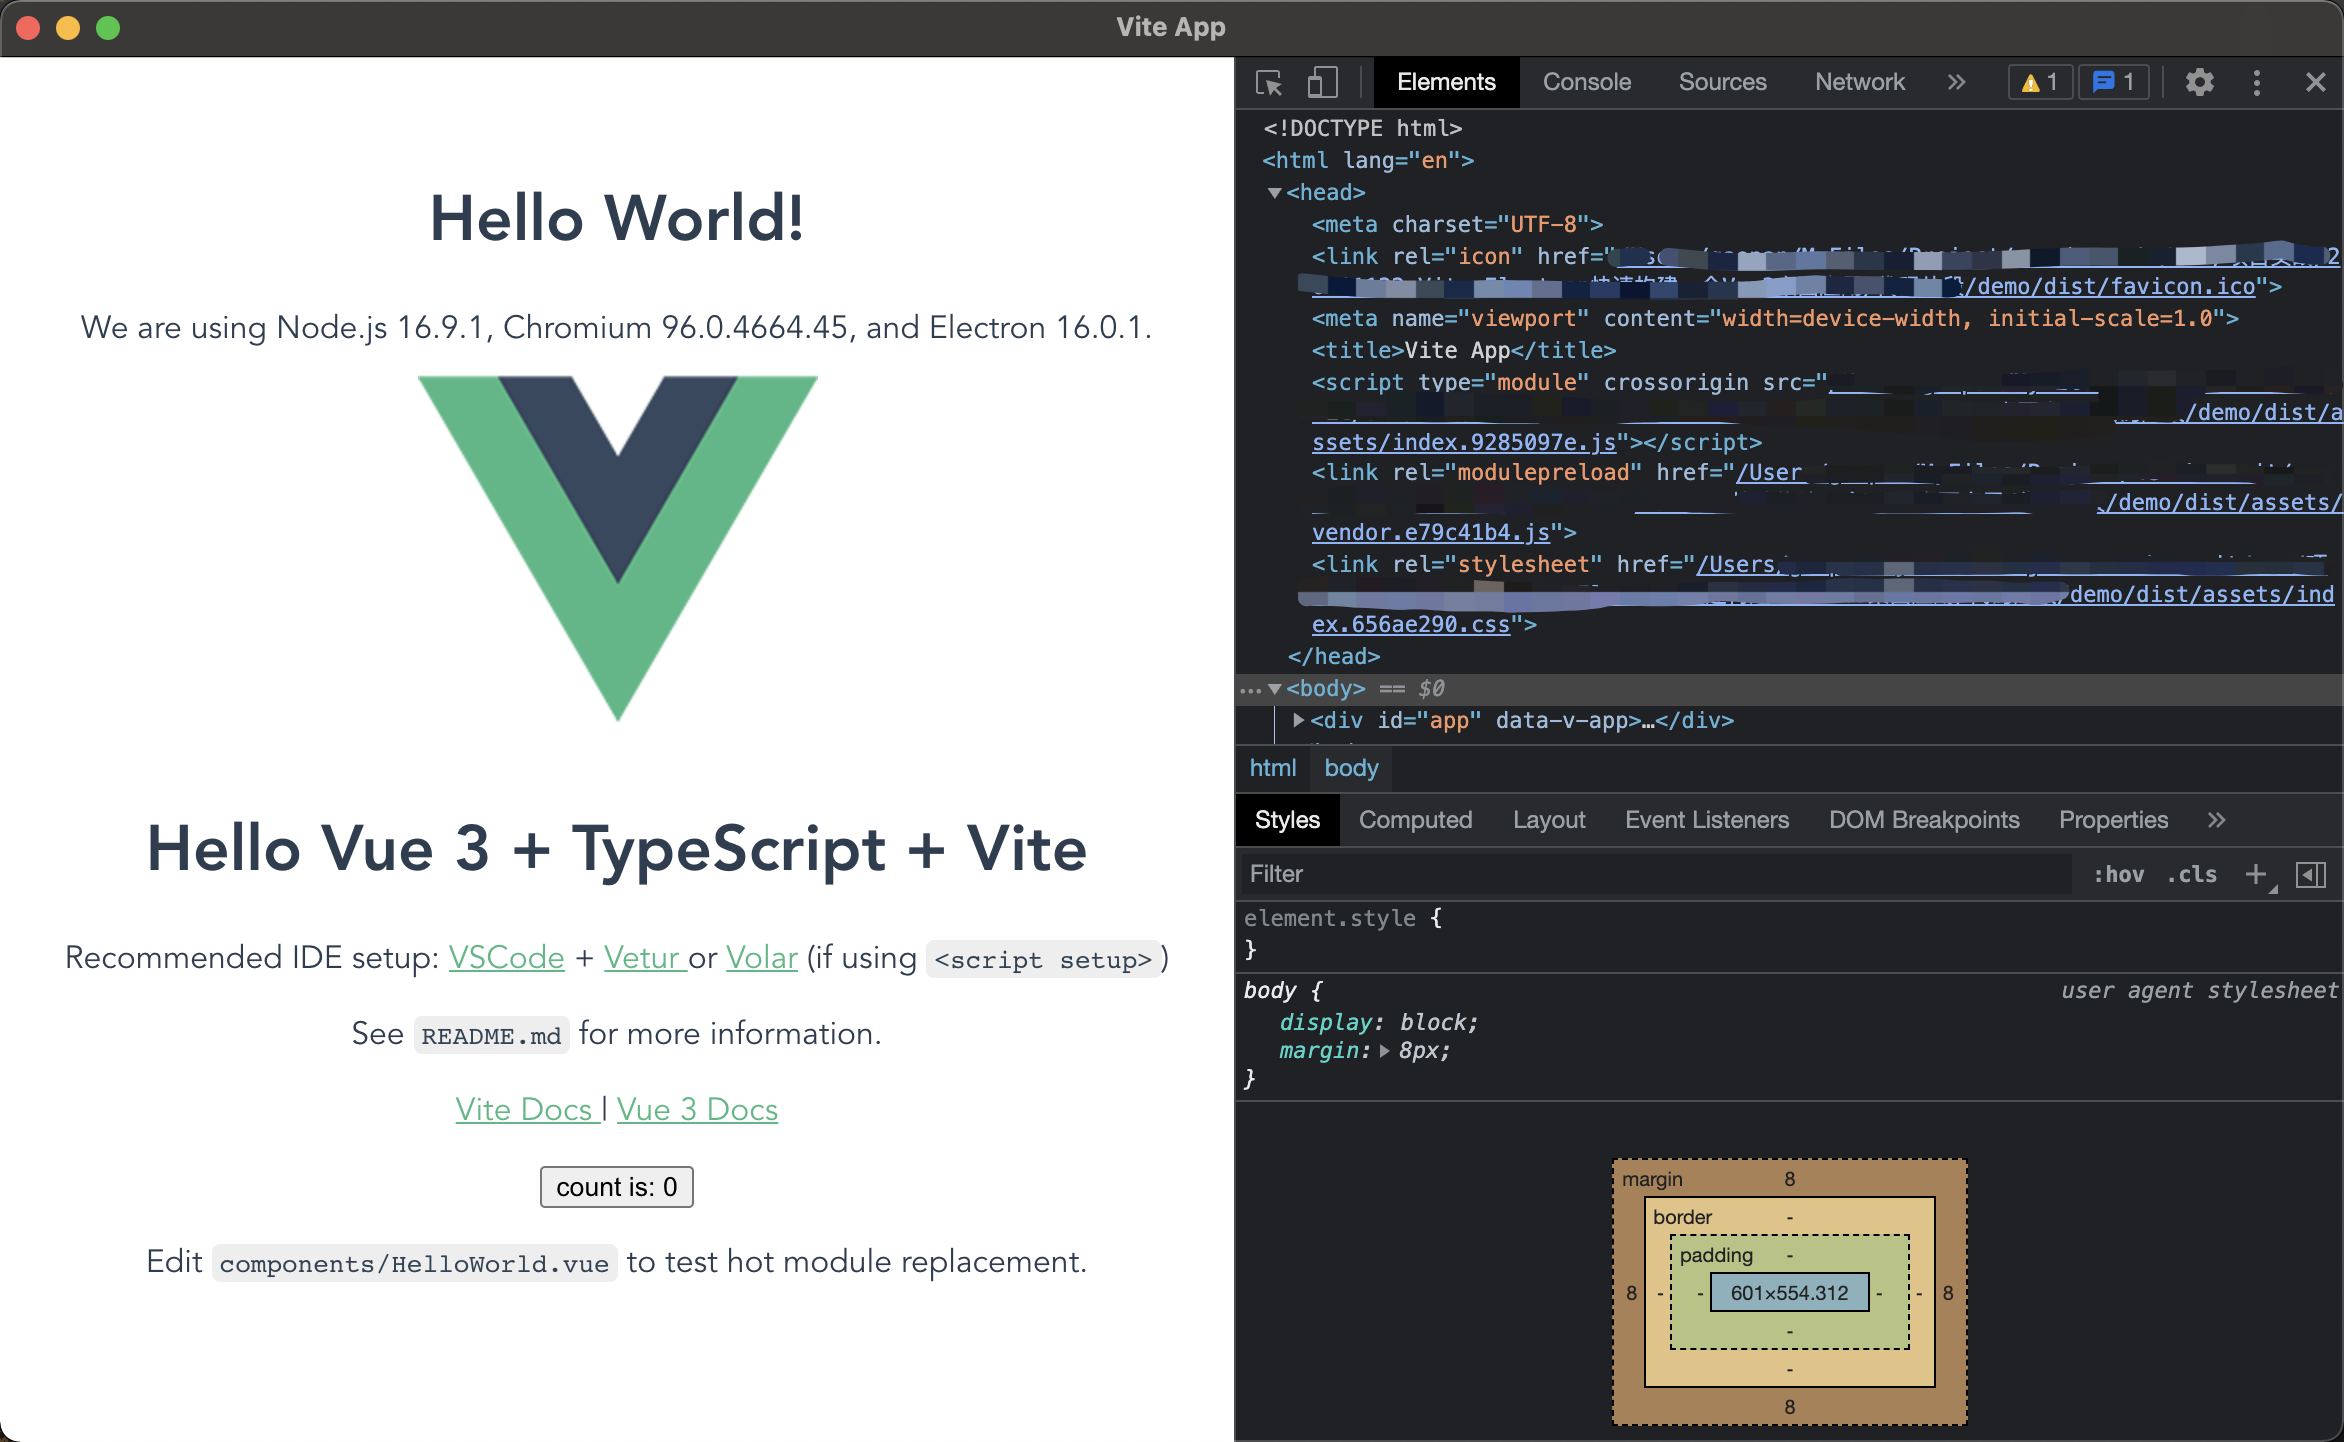 Vite App
Hello World!
We are using Node.js 16.9.1, Chromium 96.0.4664.45, and Electron 16.0.1.
Hello Vue 3 + TypeScript + Vite
Recommended IDE setup: VSCode + Vetur or Volar (if using <script setup>)
See README.md for more information.
Vite Docs | Vue 3 Docs
count is: 0
Edit components/HelloWorld.vue to test hot module replacement.
Elements Console Sources Network » 1 1
<!DOCTYPE html>
<html lang="en">
<head>
<meta charset="UTF-8">
<link rel="icon" href="
/demo/dist/favicon.ico">
<meta name="viewport" content="width=device-width, initial-scale=1.0">
<title>Vite App</title>
<script type="module" crossorigin src="
/demo/dist/a
ssets/index.9285097e.js"></script>
<link rel="modulepreload" href="/User
/demo/dist/assets/
vendor.e79c41b4.js">
<link rel="stylesheet" href="/Users/
demo/dist/assets/ind
ex.656ae290.css">
</head>
… <body> == $0
<div id="app" data-v-app>…</div>
html body
Styles Computed Layout Event Listeners DOM Breakpoints Properties »
Filter :hov .cls +
element.style {
}
body { user agent stylesheet
display: block;
margin: 8px;
}
margin 8
border -
padding -
8 - - 601×554.312 - - 8
-
-
8